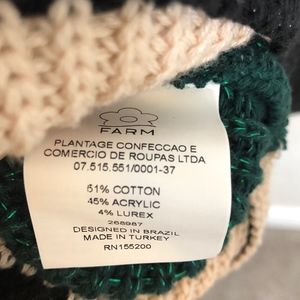 FARM
PLANTAGE CONFECCAO E
COMERCIO DE ROUPAS LTDA
07.515.551/0001-37
51% COTTON
45% ACRYLIC
4% LUREX
268987
DESIGNED IN BRAZIL
MADE IN TURKEY
RN155200